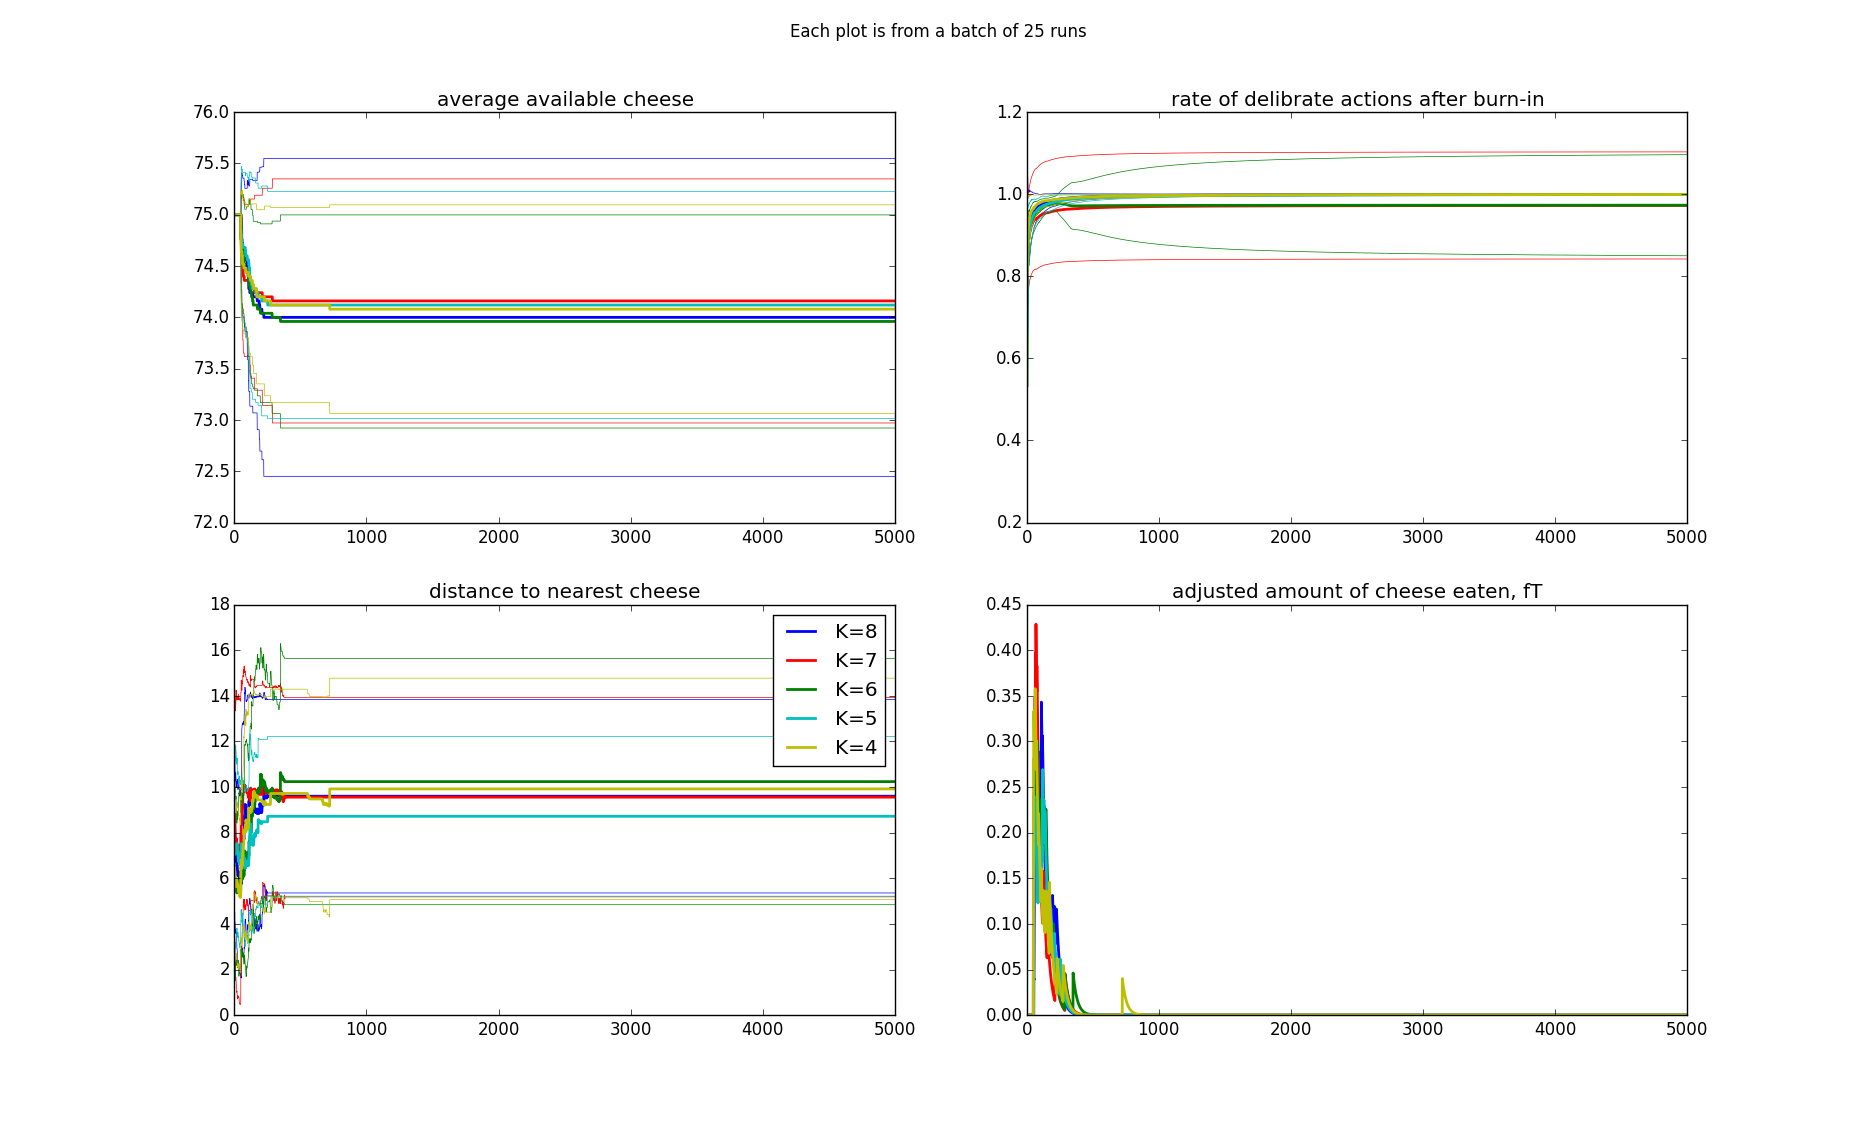 Each plot is from a batch of 25 runs
average available cheese
76.0
75.5
75.0
74.5
74.0
73.5
73.0
72.5
72.0
0 1000 2000 3000 4000 5000
rate of delibrate actions after burn-in
1.2
1.0
0.8
0.6
0.4
0.2
0 1000 2000 3000 4000 5000
distance to nearest cheese
18
16
14
12
10
8
6
4
2
0
0 1000 2000 3000 4000 5000
K=8
K=7
K=6
K=5
K=4
adjusted amount of cheese eaten, fT
0.45
0.40
0.35
0.30
0.25
0.20
0.15
0.10
0.05
0.00
0 1000 2000 3000 4000 5000